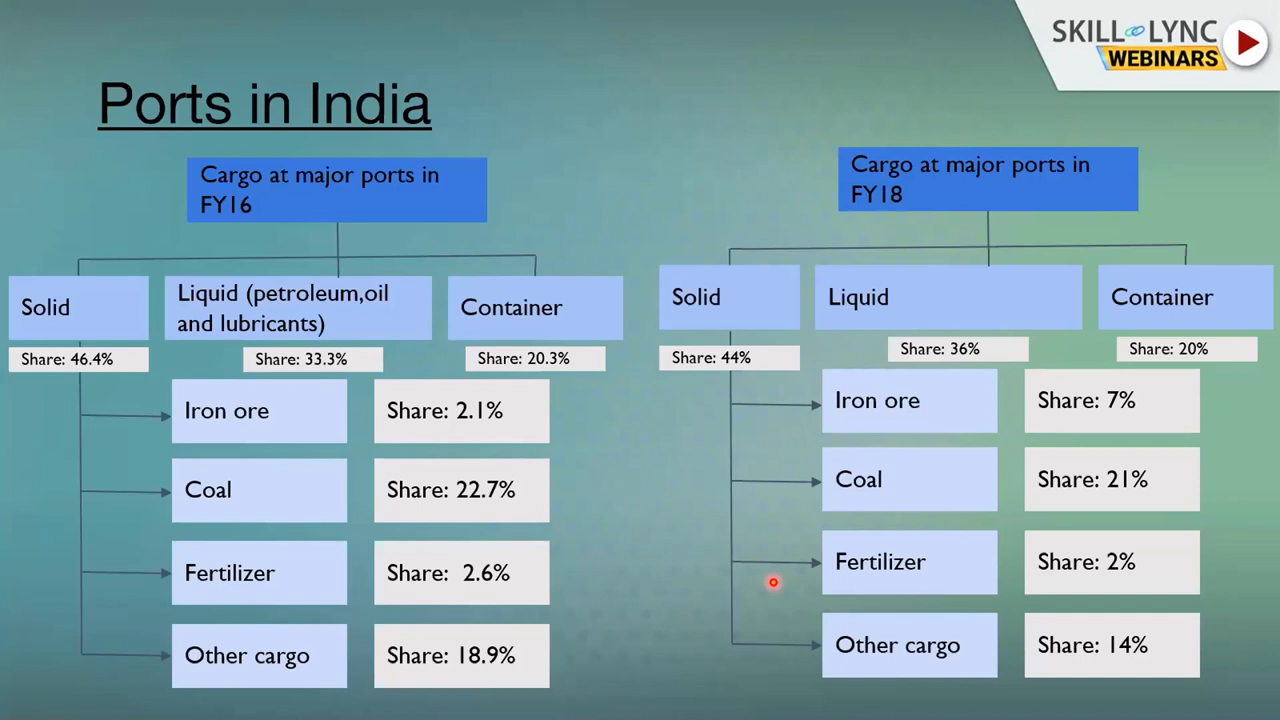 SKILL LYNC
WEBINARS
Ports in India
Cargo at major ports in
FY16
Solid
Liquid (petroleum,oil
and lubricants)
Container
Share: 46.4%
Share: 33.3%
Share: 20.3%
Iron ore
Share: 2.1%
Coal
Share: 22.7%
Fertilizer
Share: 2.6%
Other cargo
Share: 18.9%
Cargo at major ports in
FY18
Solid
Liquid
Container
Share: 44%
Share: 36%
Share: 20%
Iron ore
Share: 7%
Coal
Share: 21%
Fertilizer
Share: 2%
Other cargo
Share: 14%